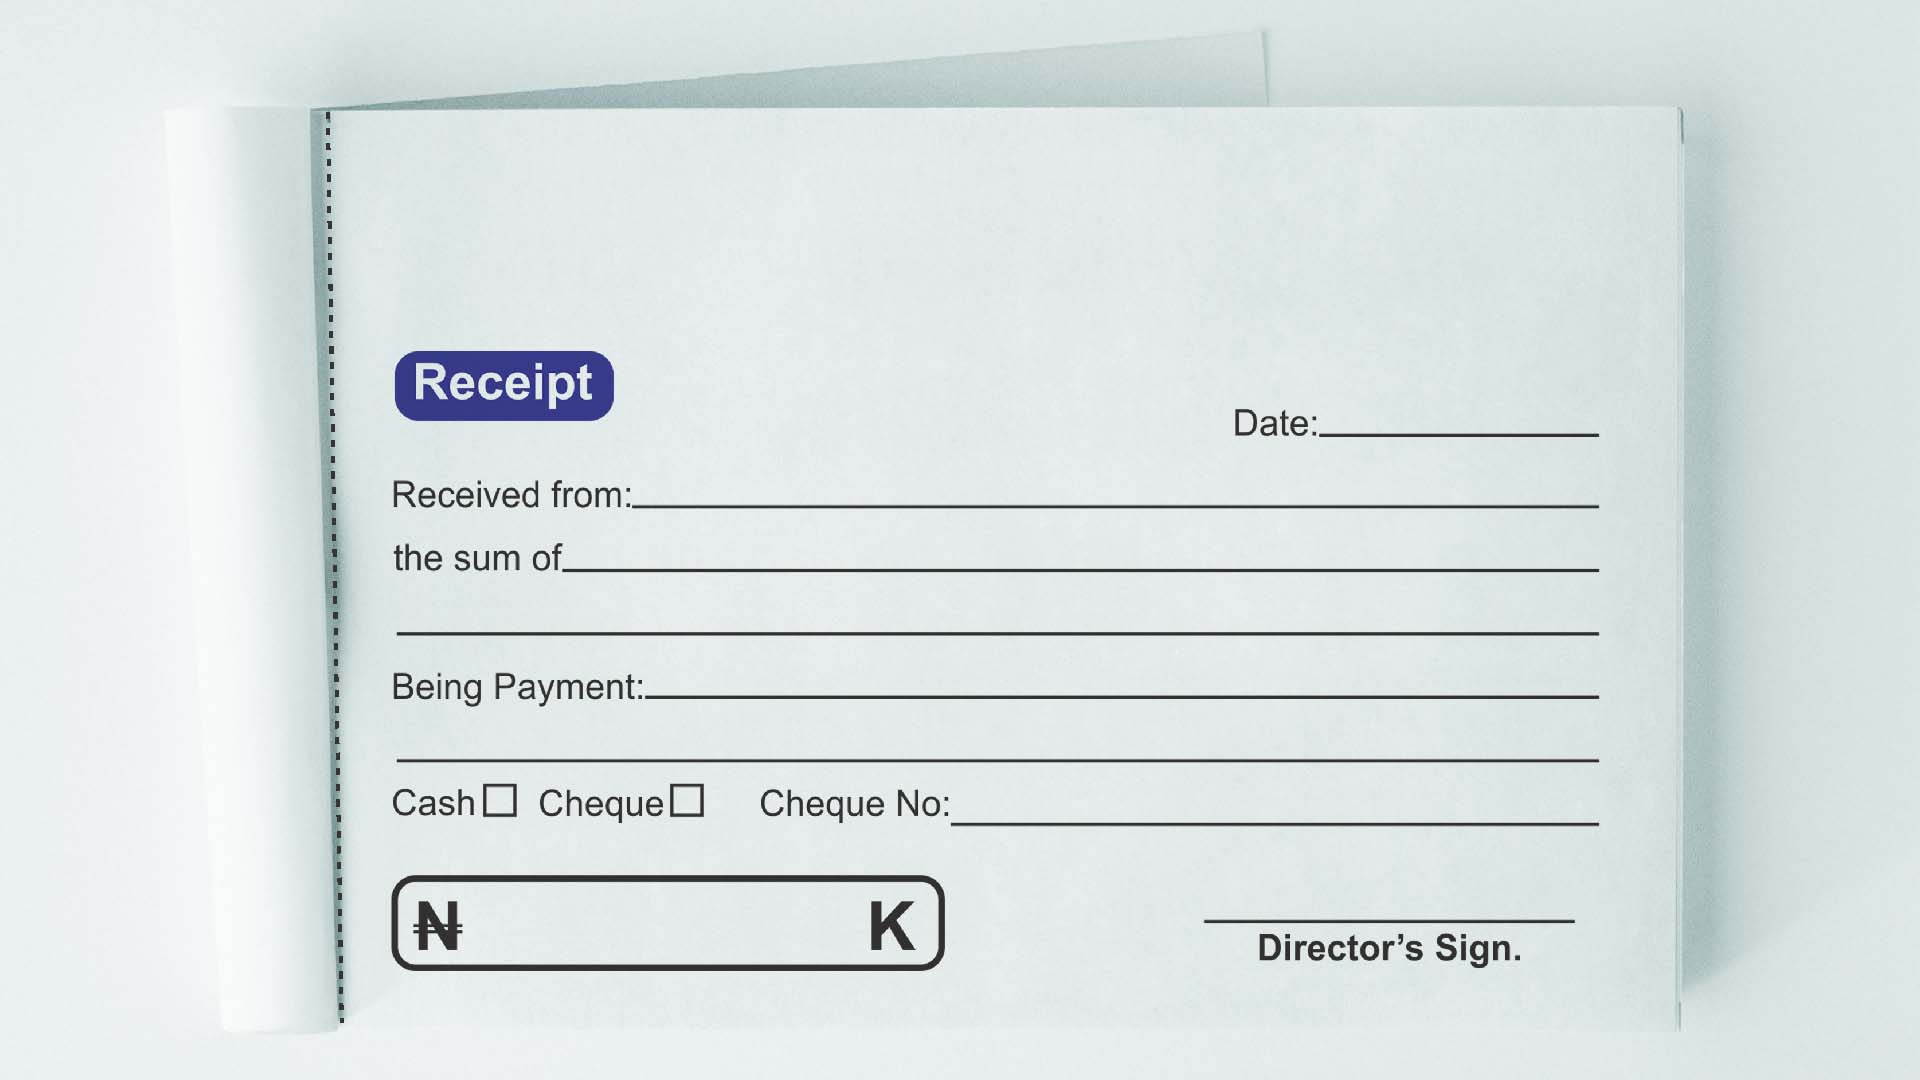 Receipt
Date:
Received from:
the sum of
Being Payment:
Cash Cheque Cheque No:
₦ K
Director’s Sign.